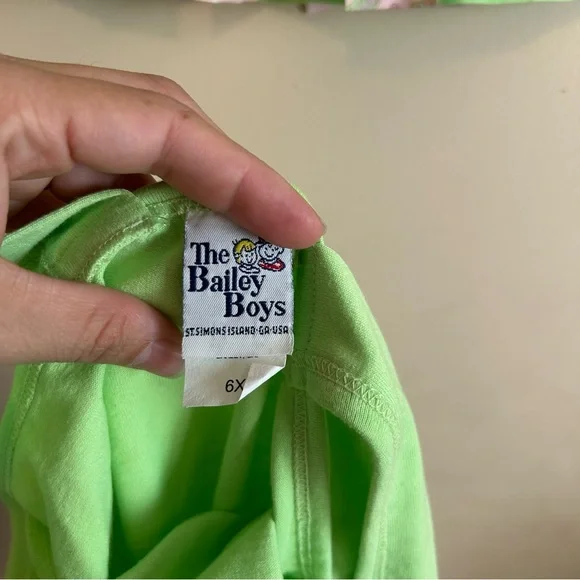 The
Bailey
Boys
ST. SIMONS ISLAND·GA·USA
6X